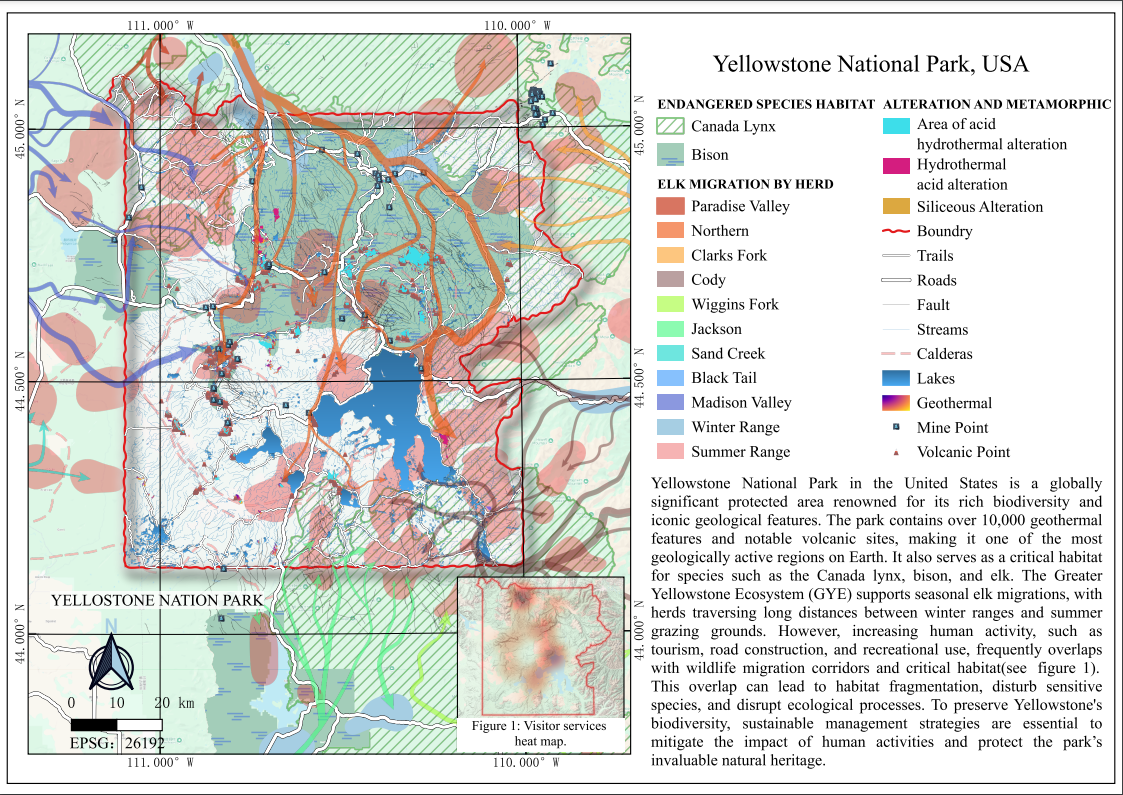 111.000° W 110.000° W
45.000° N
44.500° N
44.000° N
45.000° N
44.500° N
44.000° N
YELLOSTONE NATION PARK
N
0 10 20 km
EPSG: 26192
111.000° W 110.000° W
Figure 1: Visitor services
heat map.
Yellowstone National Park, USA
ENDANGERED SPECIES HABITAT
Canada Lynx
Bison
ELK MIGRATION BY HERD
Paradise Valley
Northern
Clarks Fork
Cody
Wiggins Fork
Jackson
Sand Creek
Black Tail
Madison Valley
Winter Range
Summer Range
ALTERATION AND METAMORPHIC
Area of acid
hydrothermal alteration
Hydrothermal
acid alteration
Siliceous Alteration
Boundry
Trails
Roads
Fault
Streams
Calderas
Lakes
Geothermal
Mine Point
Volcanic Point
Yellowstone National Park in the United States is a globally
significant protected area renowned for its rich biodiversity and
iconic geological features. The park contains over 10,000 geothermal
features and notable volcanic sites, making it one of the most
geologically active regions on Earth. It also serves as a critical habitat
for species such as the Canada lynx, bison, and elk. The Greater
Yellowstone Ecosystem (GYE) supports seasonal elk migrations, with
herds traversing long distances between winter ranges and summer
grazing grounds. However, increasing human activity, such as
tourism, road construction, and recreational use, frequently overlaps
with wildlife migration corridors and critical habitat(see figure 1).
This overlap can lead to habitat fragmentation, disturb sensitive
species, and disrupt ecological processes. To preserve Yellowstone's
biodiversity, sustainable management strategies are essential to
mitigate the impact of human activities and protect the park’s
invaluable natural heritage.